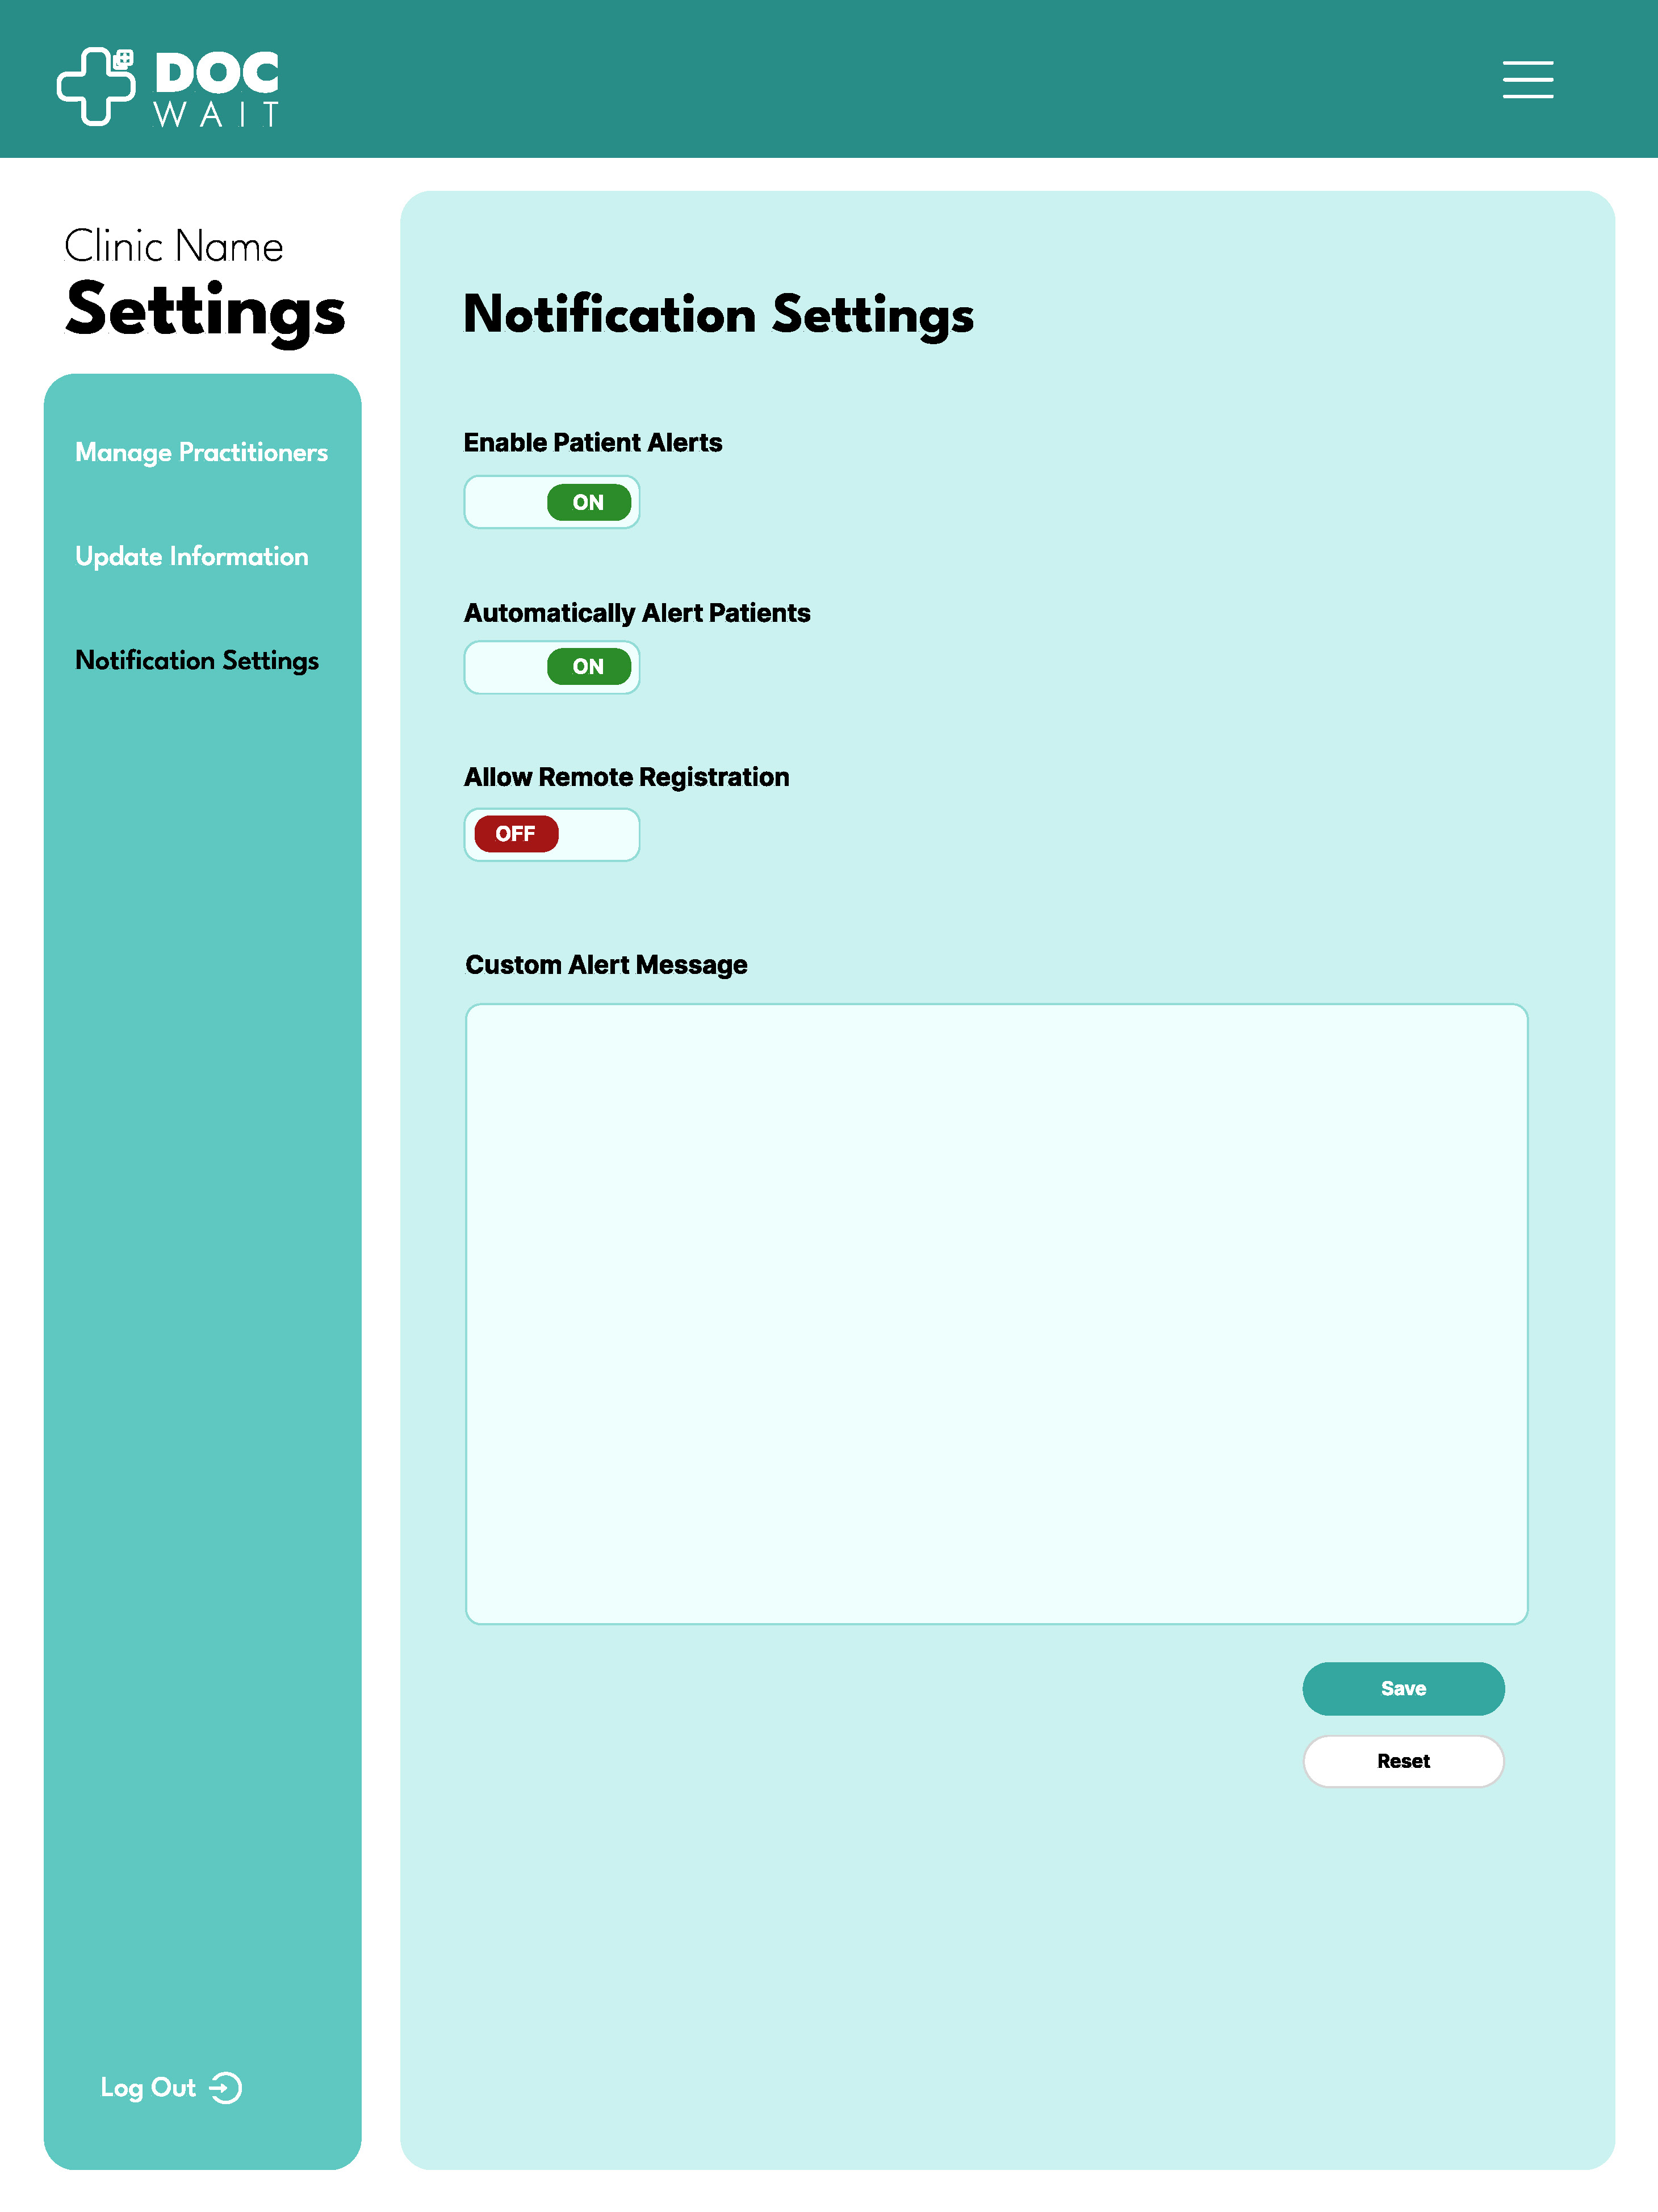 DOC
WAIT
Clinic Name
Settings
Manage Practitioners
Update Information
Notification Settings
Log Out
Notification Settings
Enable Patient Alerts
ON
Automatically Alert Patients
ON
Allow Remote Registration
OFF
Custom Alert Message
Save
Reset